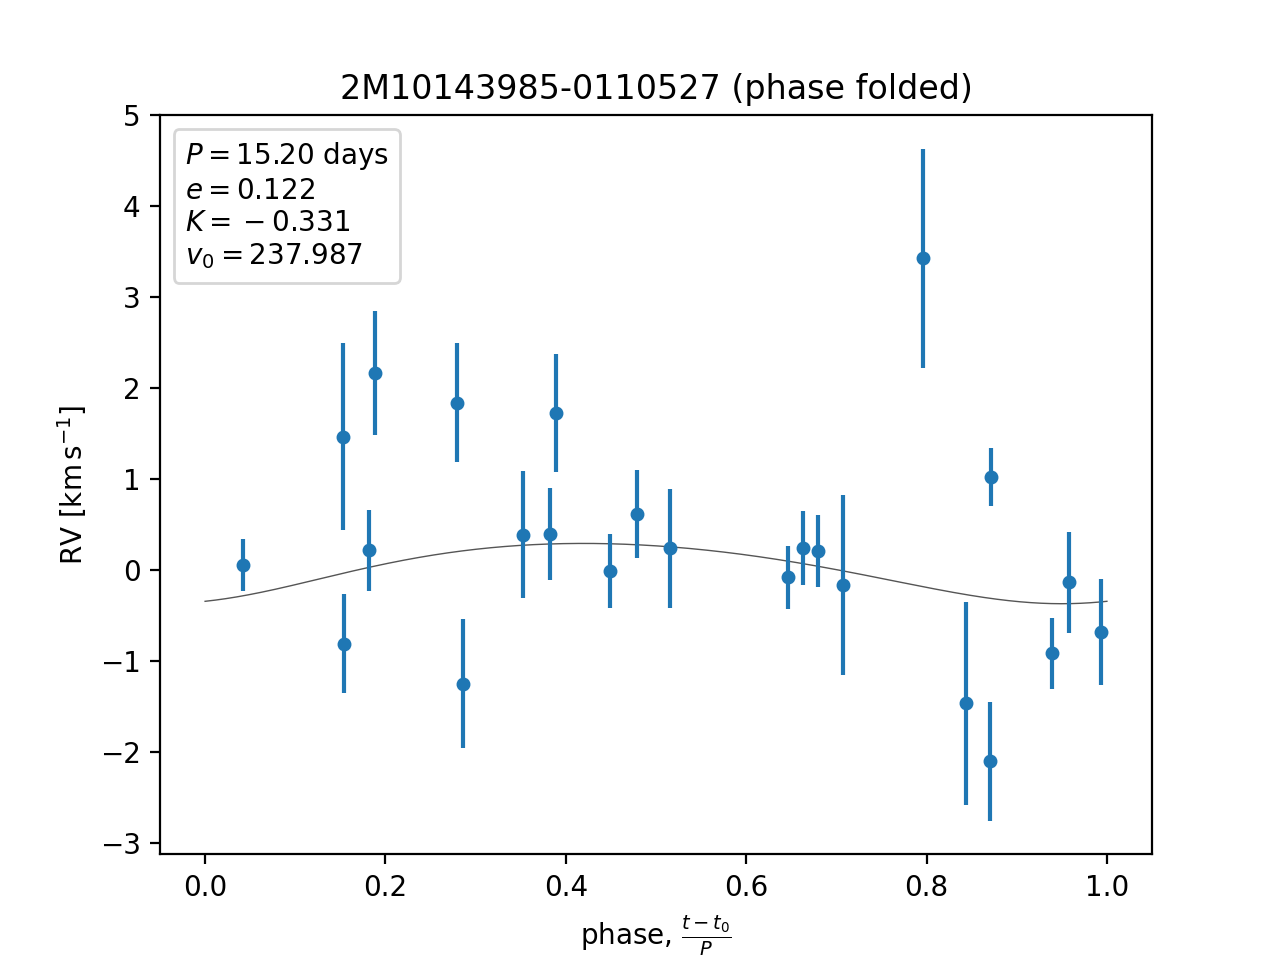 2M10143985-0110527 (phase folded)
P = 15.20 days
e = 0.122
K = −0.331
v₀ = 237.987
5
4
3
2
1
0
−1
−2
−3
RV [km s⁻¹]
0.0 0.2 0.4 0.6 0.8 1.0
phase, (t − t₀)/P